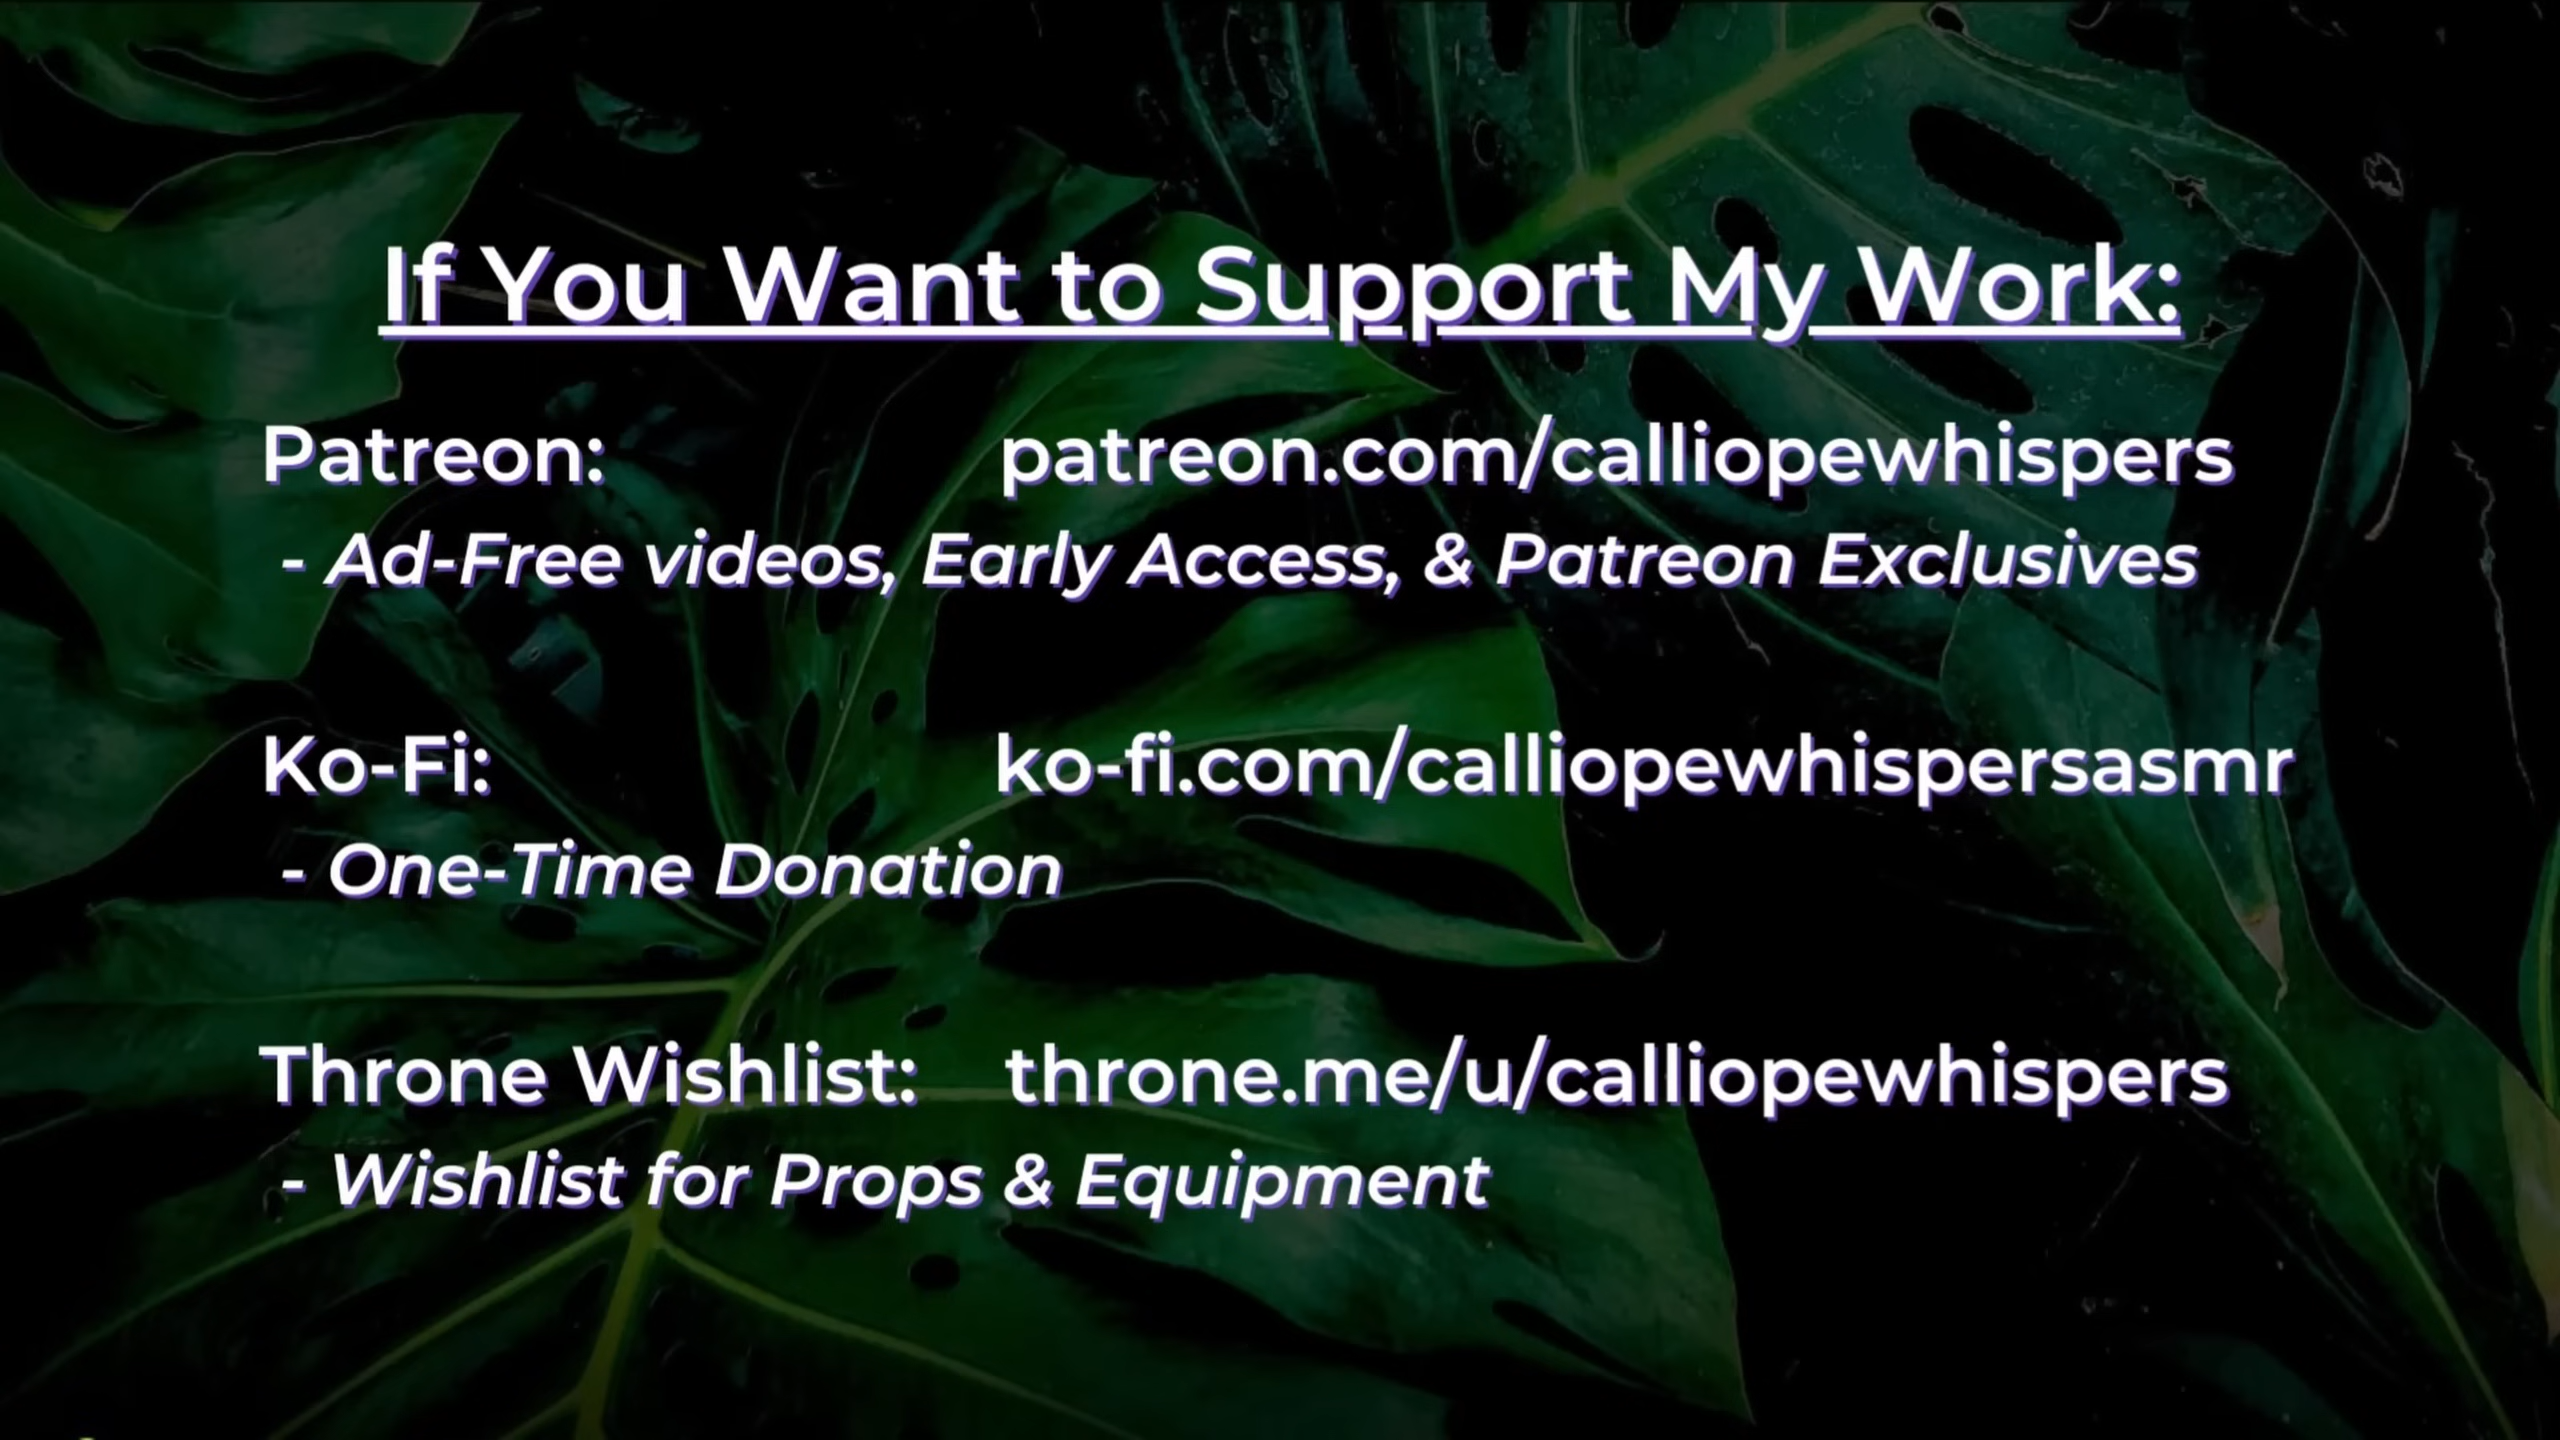 If You Want to Support My Work:
Patreon: patreon.com/calliopewhispers
- Ad-Free videos, Early Access, & Patreon Exclusives
Ko-Fi: ko-fi.com/calliopewhispersasmr
- One-Time Donation
Throne Wishlist: throne.me/u/calliopewhispers
- Wishlist for Props & Equipment